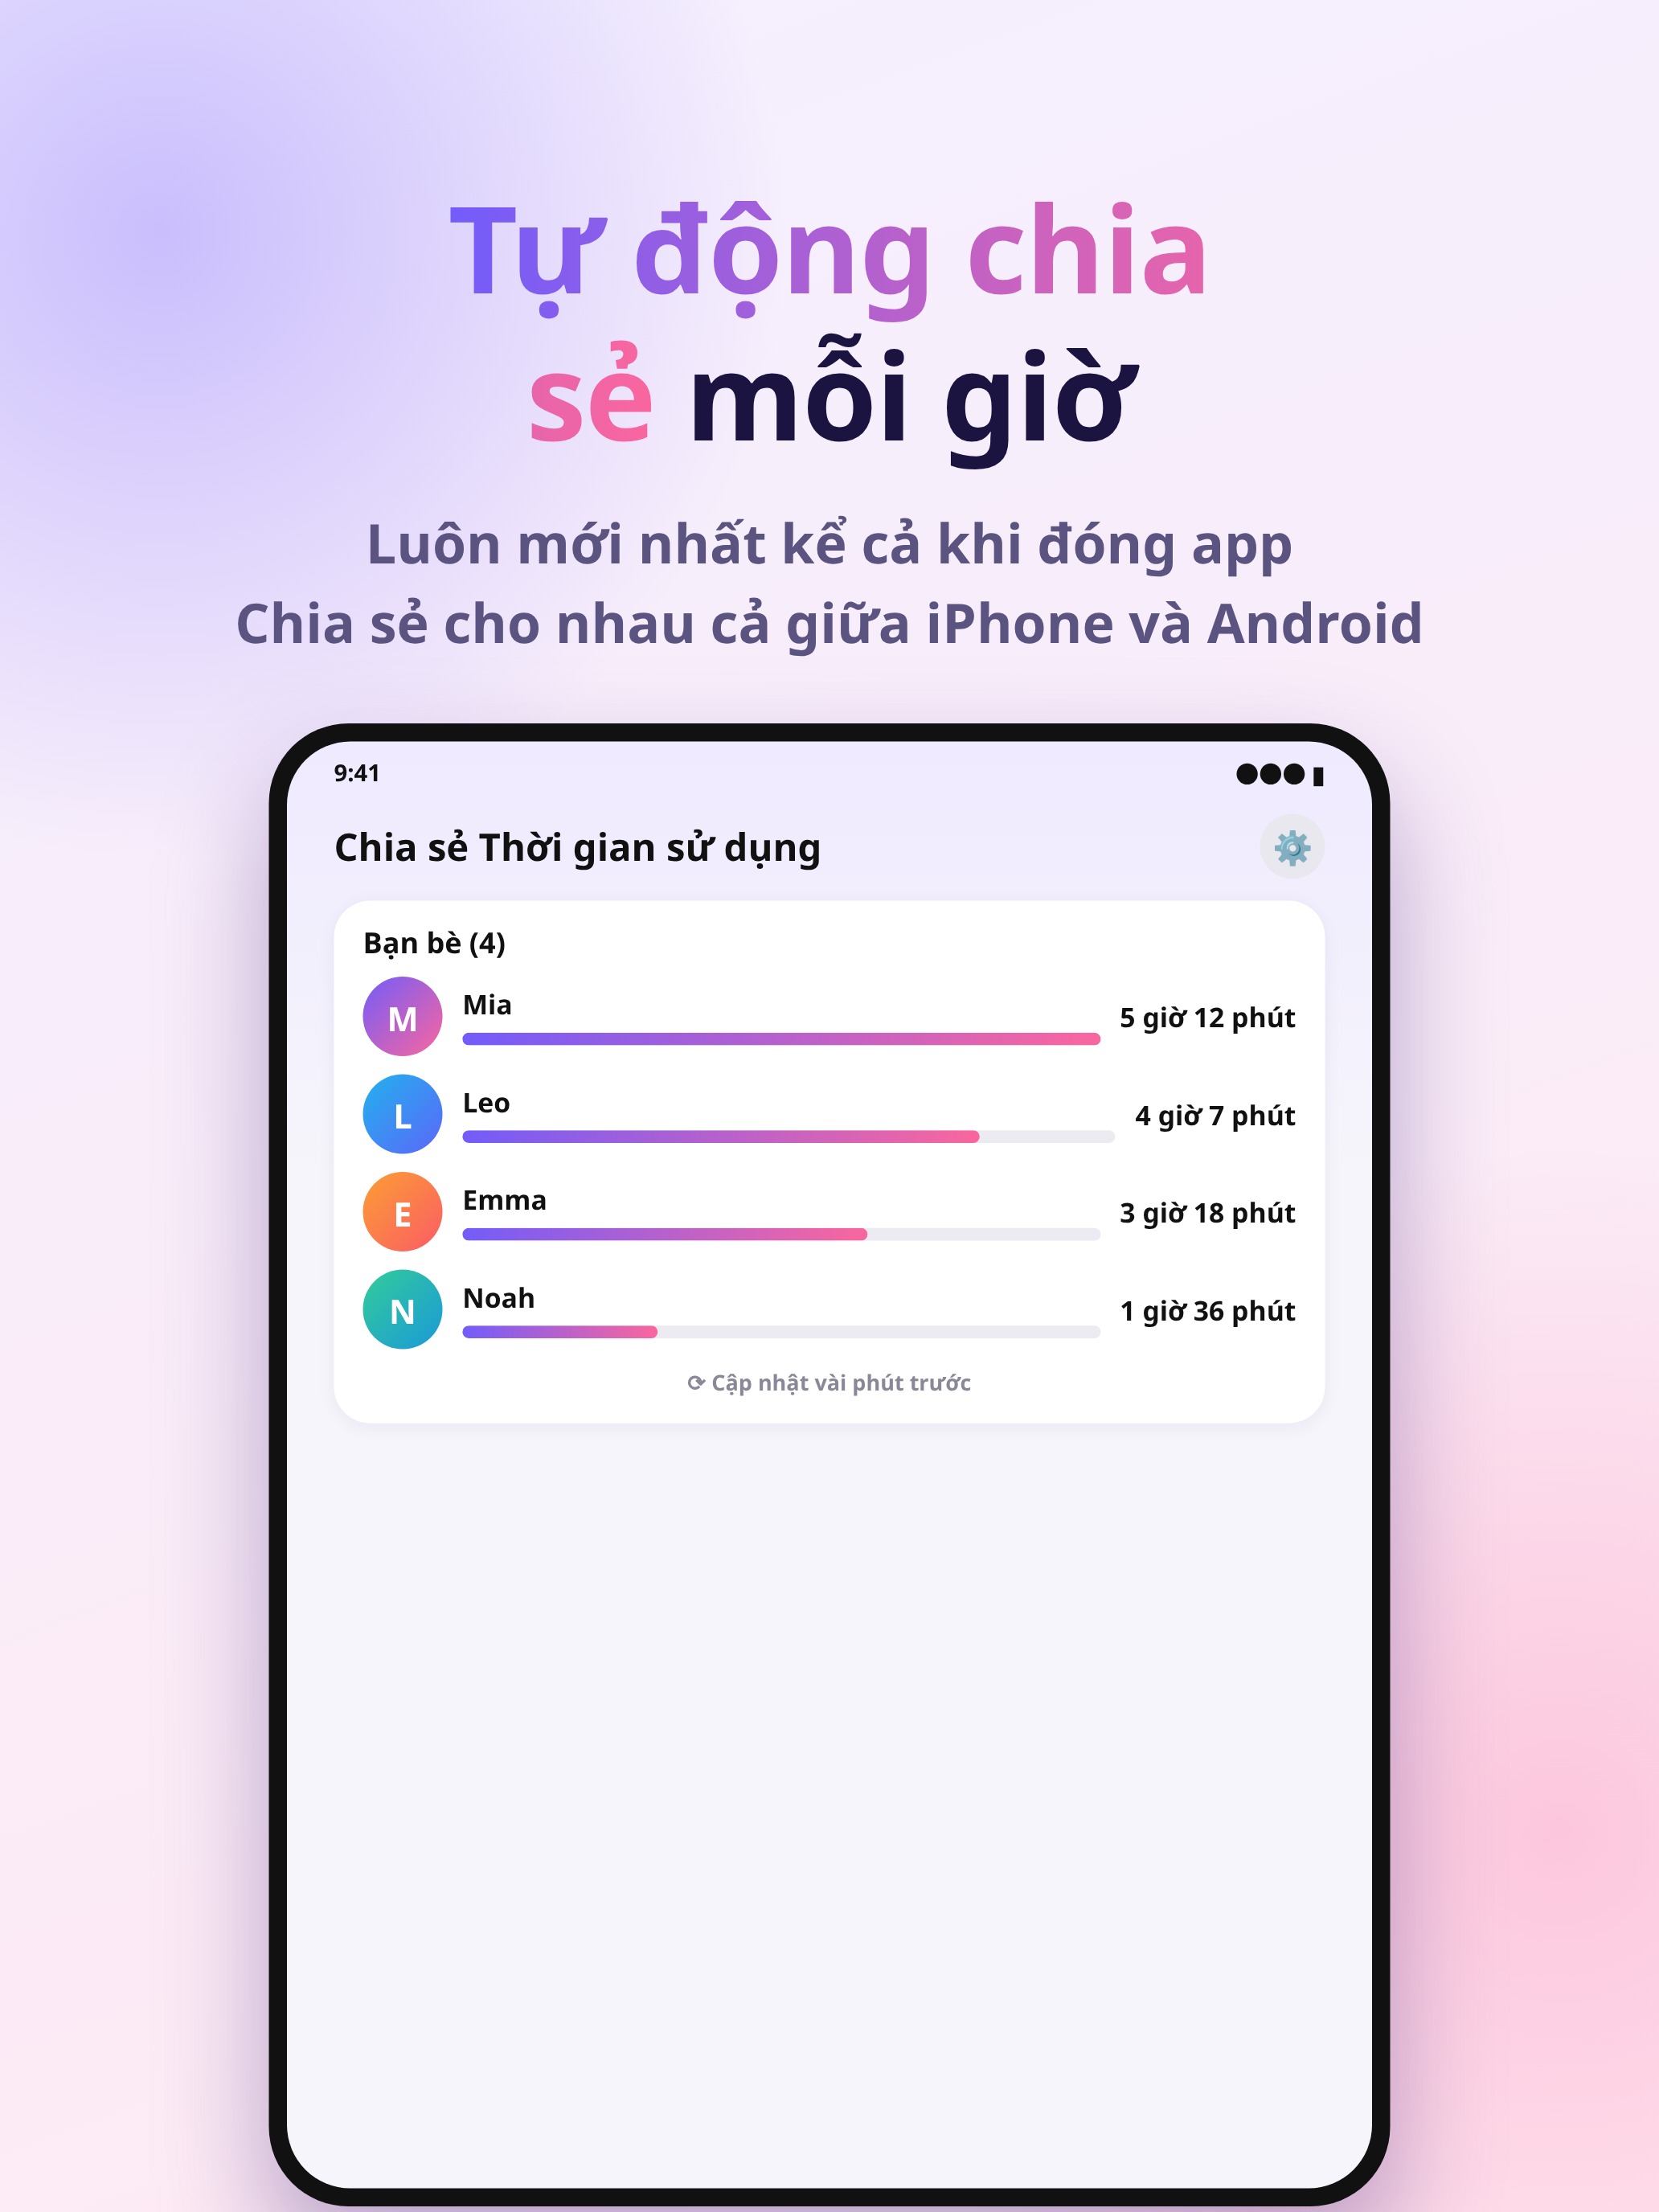 Tự động chia
sẻ mỗi giờ
Luôn mới nhất kể cả khi đóng app
Chia sẻ cho nhau cả giữa iPhone và Android
9:41
Chia sẻ Thời gian sử dụng
Bạn bè (4)
M
Mia
5 giờ 12 phút
L
Leo
4 giờ 7 phút
E
Emma
3 giờ 18 phút
N
Noah
1 giờ 36 phút
⟳ Cập nhật vài phút trước